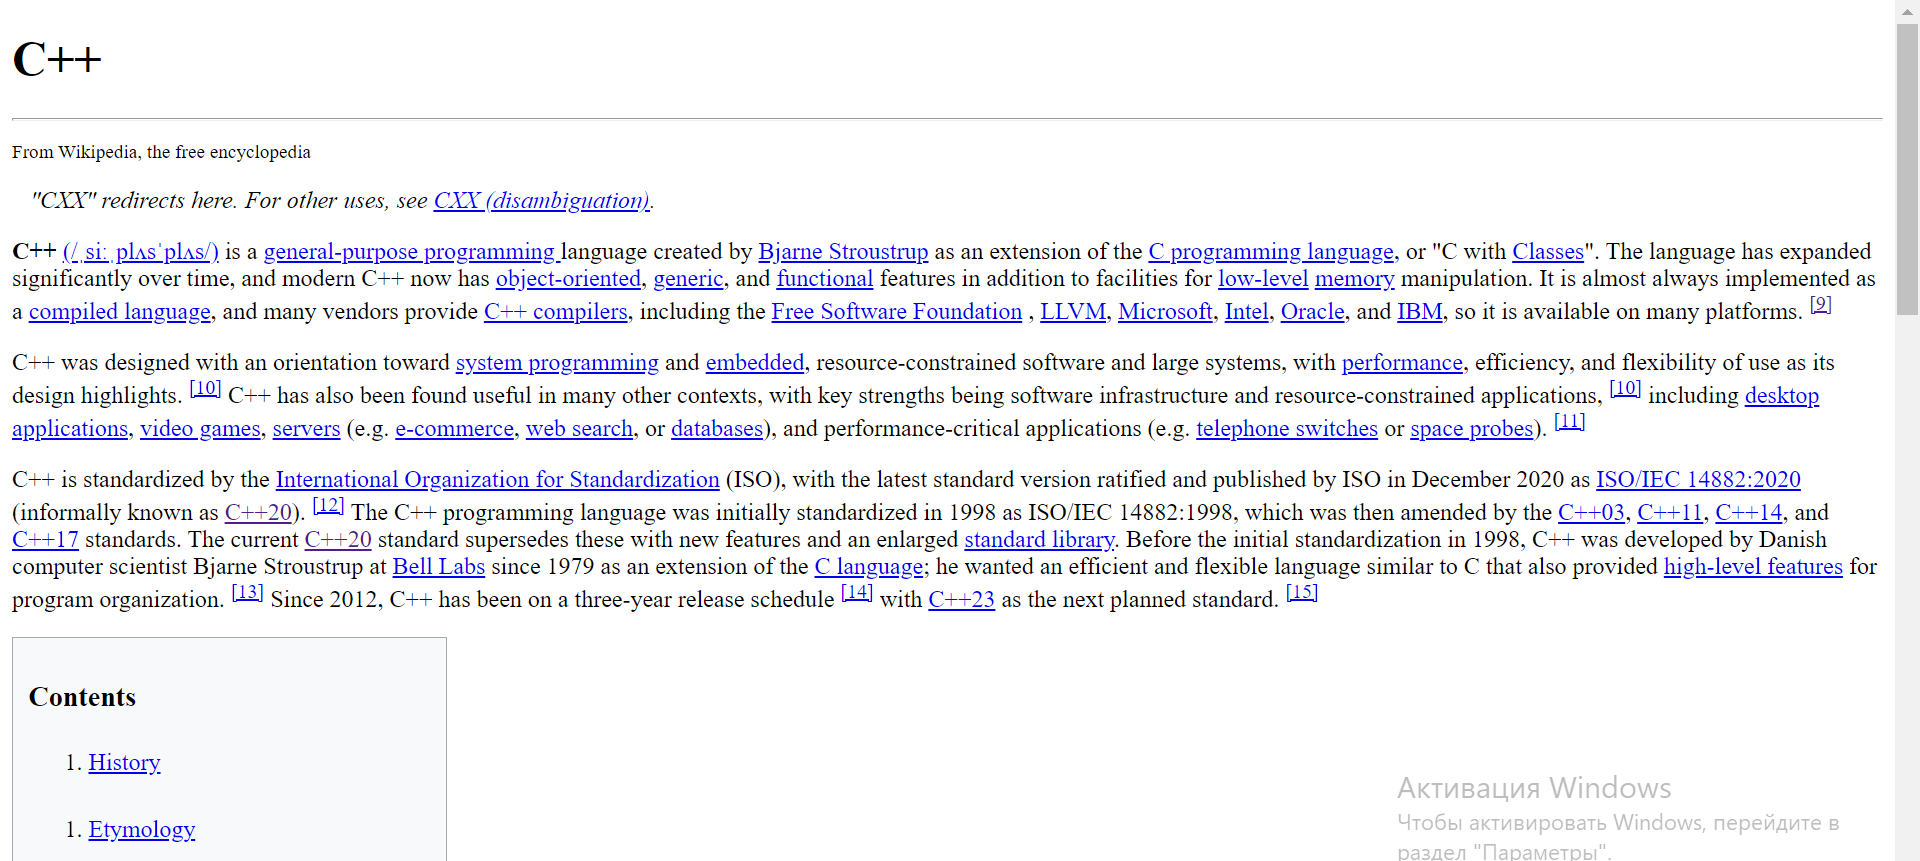 C++
From Wikipedia, the free encyclopedia
"CXX" redirects here. For other uses, see CXX (disambiguation).
C++ (/ˌsiːˌplʌsˈplʌs/) is a general-purpose programming language created by Bjarne Stroustrup as an extension of the C programming language, or "C with Classes". The language has expanded
significantly over time, and modern C++ now has object-oriented, generic, and functional features in addition to facilities for low-level memory manipulation. It is almost always implemented as
a compiled language, and many vendors provide C++ compilers, including the Free Software Foundation , LLVM, Microsoft, Intel, Oracle, and IBM, so it is available on many platforms. [9]
C++ was designed with an orientation toward system programming and embedded, resource-constrained software and large systems, with performance, efficiency, and flexibility of use as its
design highlights. [10] C++ has also been found useful in many other contexts, with key strengths being software infrastructure and resource-constrained applications, [10] including desktop
applications, video games, servers (e.g. e-commerce, web search, or databases), and performance-critical applications (e.g. telephone switches or space probes). [11]
C++ is standardized by the International Organization for Standardization (ISO), with the latest standard version ratified and published by ISO in December 2020 as ISO/IEC 14882:2020
(informally known as C++20). [12] The C++ programming language was initially standardized in 1998 as ISO/IEC 14882:1998, which was then amended by the C++03, C++11, C++14, and
C++17 standards. The current C++20 standard supersedes these with new features and an enlarged standard library. Before the initial standardization in 1998, C++ was developed by Danish
computer scientist Bjarne Stroustrup at Bell Labs since 1979 as an extension of the C language; he wanted an efficient and flexible language similar to C that also provided high-level features for
program organization. [13] Since 2012, C++ has been on a three-year release schedule [14] with C++23 as the next planned standard. [15]
Contents
1. History
1. Etymology
Активация Windows
Чтобы активировать Windows, перейдите в
раздел "Параметры".